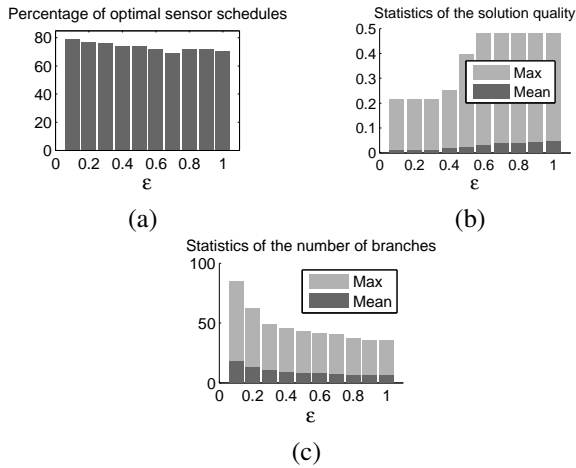 Percentage of optimal sensor schedules
80
60
40
20
0
0 0.2 0.4 0.6 0.8 1
ε
(a)
Statistics of the solution quality
0.5
0.4
0.3
0.2
0.1
0
Max
Mean
0 0.2 0.4 0.6 0.8 1
ε
(b)
Statistics of the number of branches
100
50
0
Max
Mean
0 0.2 0.4 0.6 0.8 1
ε
(c)